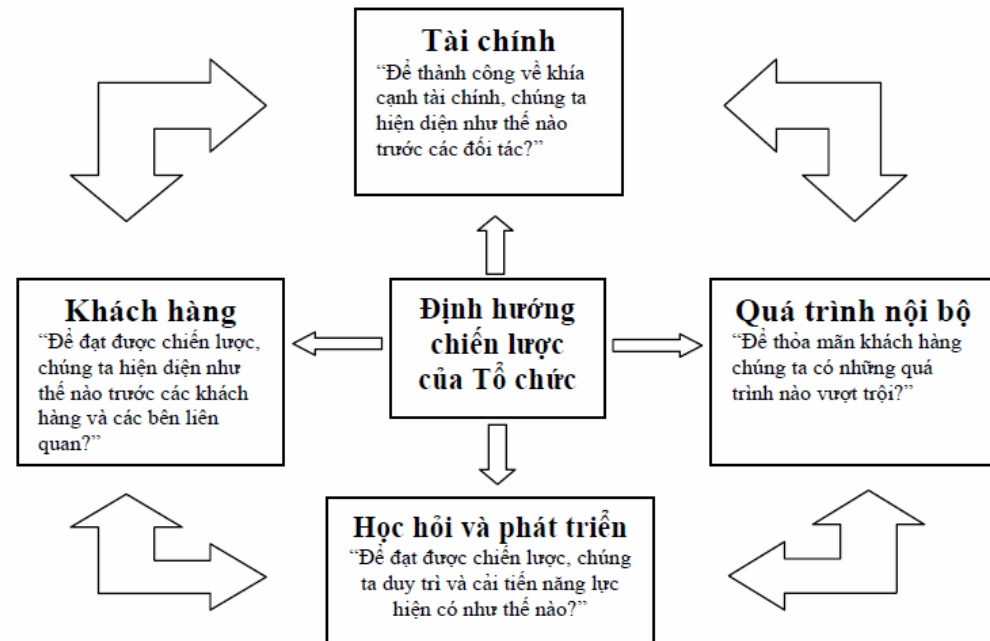 Tài chính
“Để thành công về khía
cạnh tài chính, chúng ta
hiện diện như thế nào
trước các đối tác?”
Khách hàng
“Để đạt được chiến lược,
chúng ta hiện diện như
thế nào trước các khách
hàng và các bên liên
quan?”
Định hướng
chiến lược
của Tổ chức
Quá trình nội bộ
“Để thỏa mãn khách hàng
chúng ta có những quá
trình nào vượt trội?”
Học hỏi và phát triển
“Để đạt được chiến lược, chúng
ta duy trì và cải tiến năng lực
hiện có như thế nào?”